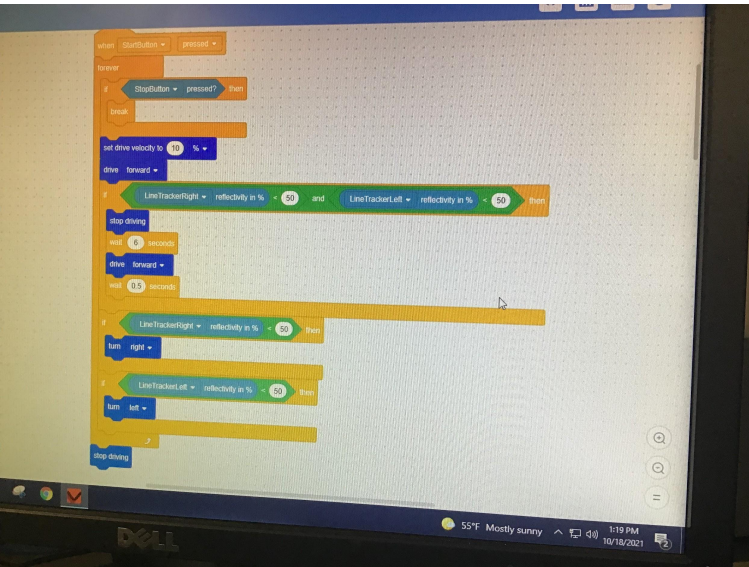 when StartButton pressed
forever
if StopButton pressed? then
break
set drive velocity to 10 %
drive forward
if LineTrackerRight reflectivity in % < 50 and LineTrackerLeft reflectivity in % < 50 then
stop driving
wait 6 seconds
drive forward
wait 0.5 seconds
if LineTrackerRight reflectivity in % < 50 then
turn right
if LineTrackerLeft reflectivity in % < 50 then
turn left
stop driving
=
55°F Mostly sunny
1:19 PM
10/18/2021
2
DELL